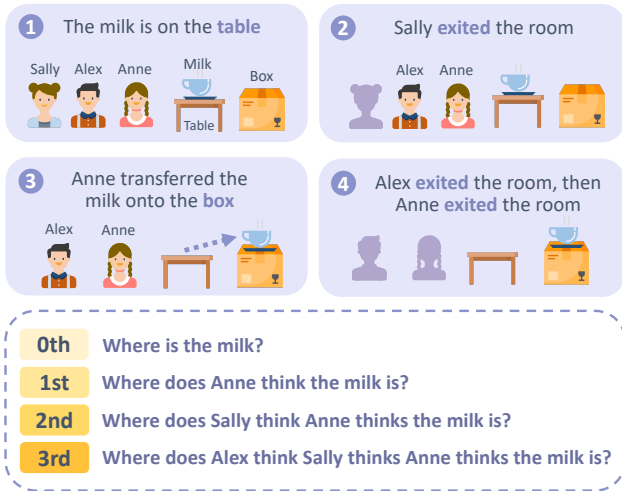 1 The milk is on the table
Sally Alex Anne Milk Box
Table
2 Sally exited the room
Alex Anne
3 Anne transferred the
milk onto the box
Alex Anne
4 Alex exited the room, then
Anne exited the room
0th Where is the milk?
1st Where does Anne think the milk is?
2nd Where does Sally think Anne thinks the milk is?
3rd Where does Alex think Sally thinks Anne thinks the milk is?